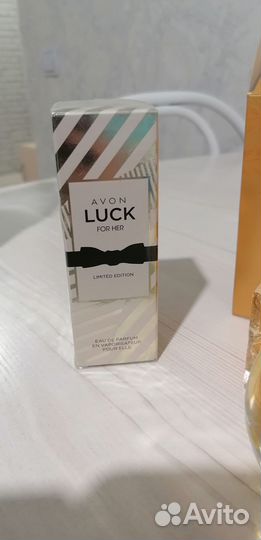 AVON
LUCK
FOR HER
LIMITED EDITION
EAU DE PARFUM
EN VAPORISATEUR
POUR ELLE
Avito